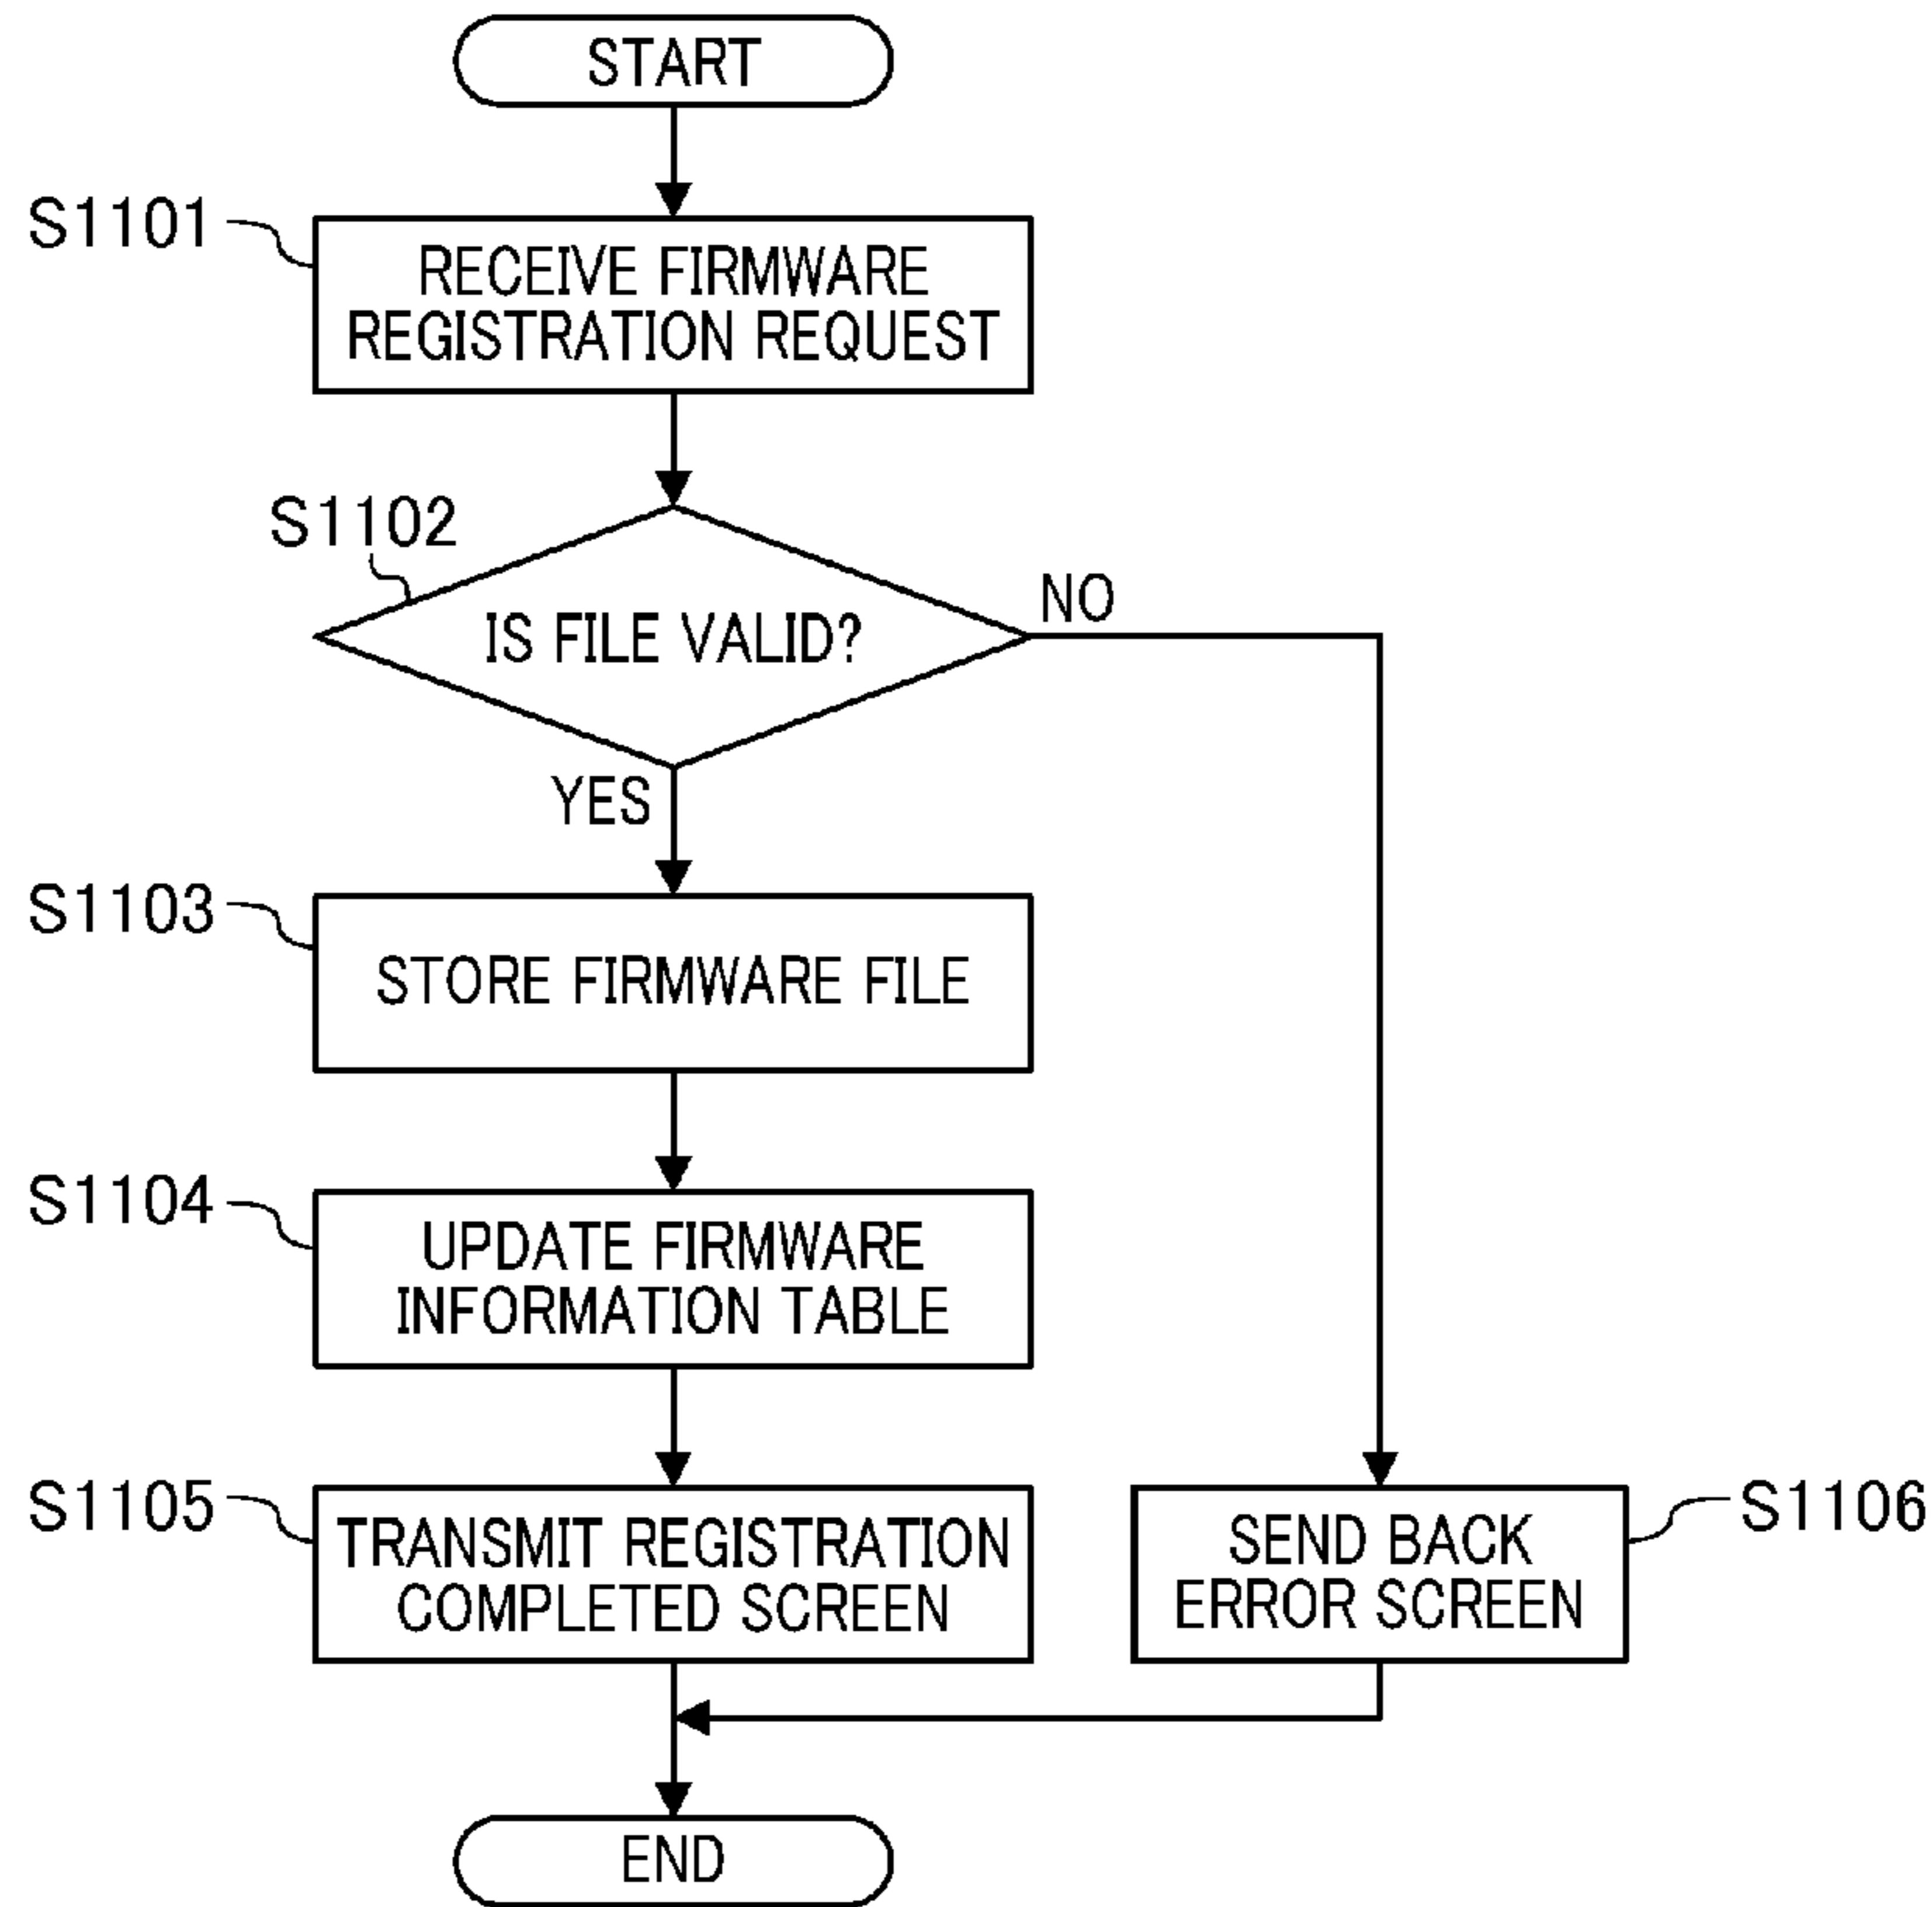 START
S1101
RECEIVE FIRMWARE
REGISTRATION REQUEST
S1102
IS FILE VALID?
NO
YES
S1103
STORE FIRMWARE FILE
S1104
UPDATE FIRMWARE
INFORMATION TABLE
S1105
TRANSMIT REGISTRATION
COMPLETED SCREEN
SEND BACK
ERROR SCREEN
S1106
END